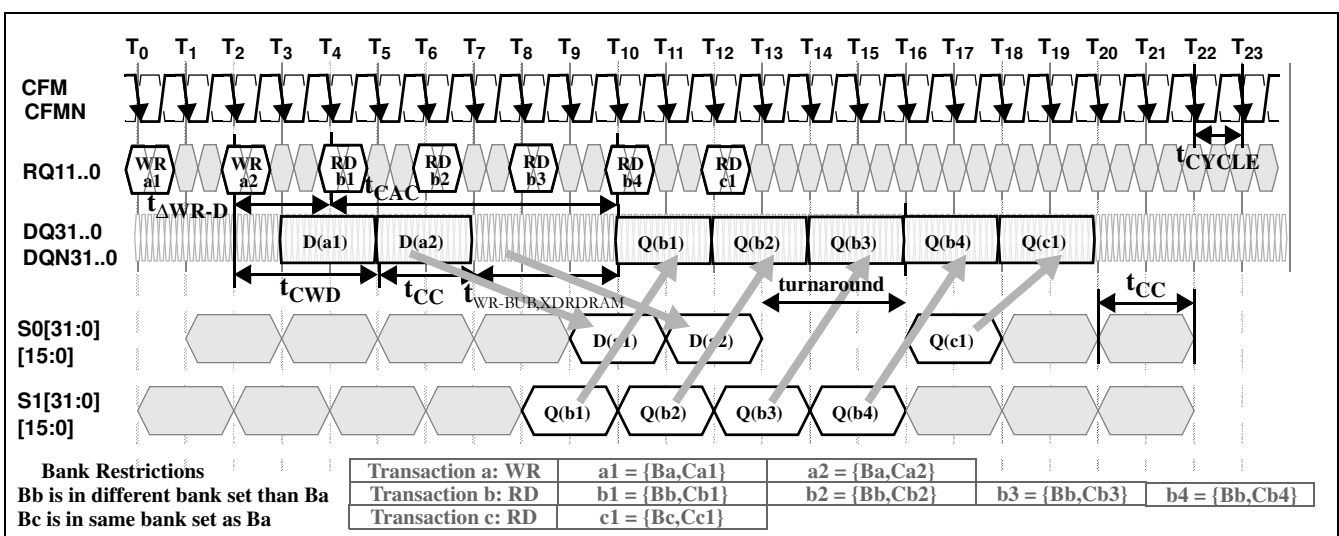 T0 T1 T2 T3 T4 T5 T6 T7 T8 T9 T10 T11 T12 T13 T14 T15 T16 T17 T18 T19 T20 T21 T22 T23
CFM
CFMN
tCYCLE
RQ11..0
WR a1 WR a2 RD b1 RD b2 RD b3 RD b4 RD c1
tΔWR-D tCAC
DQ31..0
DQN31..0
D(a1) D(a2) Q(b1) Q(b2) Q(b3) Q(b4) Q(c1)
tCWD tCC tWR-BUB,XDRDRAM turnaround tCC
S0[31:0]
[15:0]
D(a1) D(a2) Q(c1)
S1[31:0]
[15:0]
Q(b1) Q(b2) Q(b3) Q(b4)
Bank Restrictions
Bb is in different bank set than Ba
Bc is in same bank set as Ba
Transaction a: WR a1 = {Ba,Ca1} a2 = {Ba,Ca2}
Transaction b: RD b1 = {Bb,Cb1} b2 = {Bb,Cb2} b3 = {Bb,Cb3} b4 = {Bb,Cb4}
Transaction c: RD c1 = {Bc,Cc1}